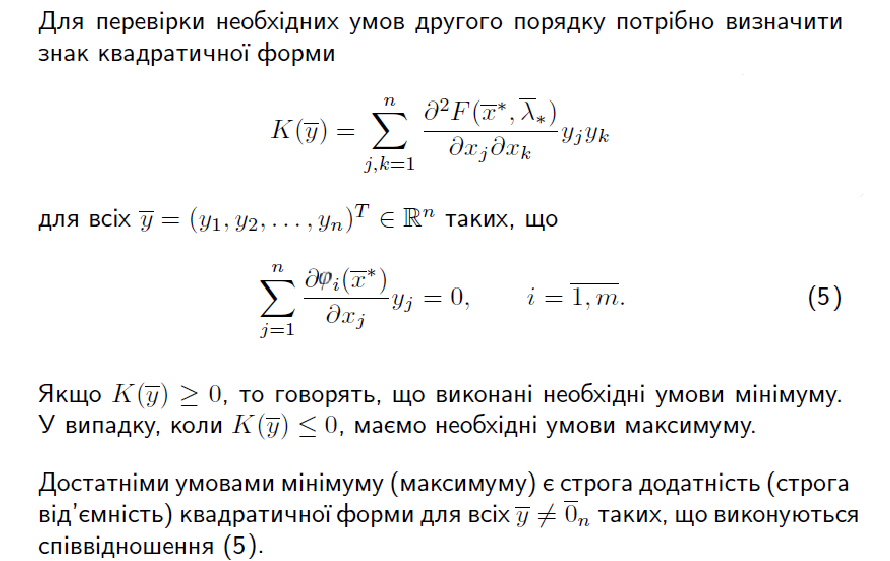 Для перевірки необхідних умов другого порядку потрібно визначити
знак квадратичної форми
$K(\overline{y}) = \sum_{j,k=1}^{n} \frac{\partial^2 F(\overline{x}^*, \overline{\lambda}_*)}{\partial x_j \partial x_k} y_j y_k$
для всіх $\overline{y} = (y_1, y_2, \ldots, y_n)^T \in \mathbb{R}^n$ таких, що
$\sum_{j=1}^{n} \frac{\partial \varphi_i(\overline{x}^*)}{\partial x_j} y_j = 0, \quad i = \overline{1, m}.$ (5)
Якщо $K(\overline{y}) \geq 0$, то говорять, що виконані необхідні умови мінімуму.
У випадку, коли $K(\overline{y}) \leq 0$, маємо необхідні умови максимуму.
Достатніми умовами мінімуму (максимуму) є строга додатність (строга
від'ємність) квадратичної форми для всіх $\overline{y} \neq \overline{0}_n$ таких, що виконуються
співвідношення (5).